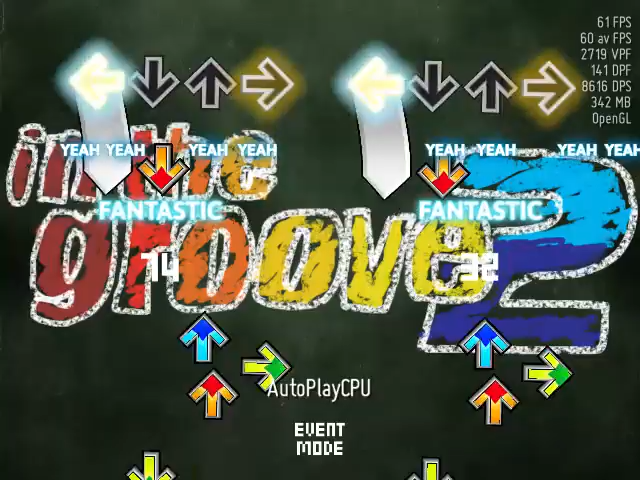 61 FPS
60 av FPS
2719 VPF
141 DPF
8616 DPS
342 MB
OpenGL
YEAH YEAH YEAH YEAH YEAH YEAH YEAH YEAH
in the
FANTASTIC FANTASTIC
groove 2
74 32
AutoPlayCPU
EVENT
MODE